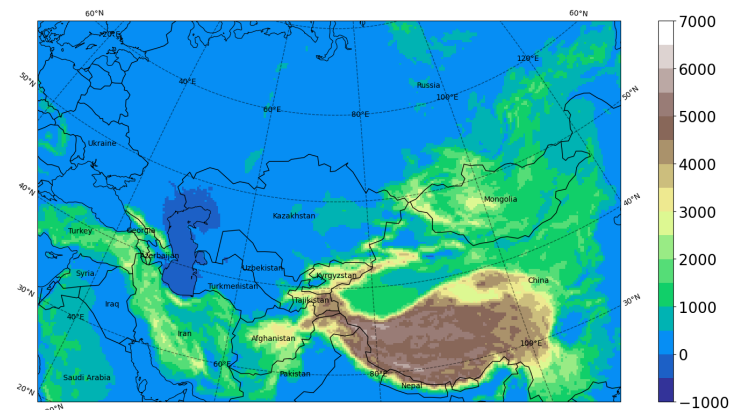 60°N
60°N
7000
20°E
6000
120°E
50°N
40°E
Russia
100°E
50°N
60°E
80°E
5000
Ukraine
4000
40°N
Mongolia
40°N
Kazakhstan
3000
Turkey
Georgia
Azerbaijan
Uzbekistan
Syria
Kyrgyzstan
China
2000
Turkmenistan
30°N
Iraq
Tajikistan
30°N
1000
40°E
Iran
Afghanistan
100°E
0
60°E
Saudi Arabia
Pakistan
80°E
Nepal
20°N
−1000